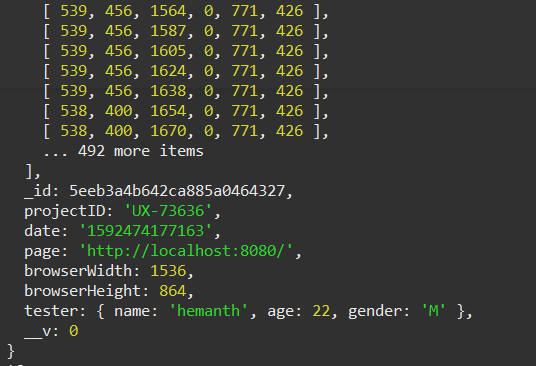 [ 539, 456, 1564, 0, 771, 426 ],
[ 539, 456, 1587, 0, 771, 426 ],
[ 539, 456, 1605, 0, 771, 426 ],
[ 539, 456, 1624, 0, 771, 426 ],
[ 539, 456, 1638, 0, 771, 426 ],
[ 538, 400, 1654, 0, 771, 426 ],
[ 538, 400, 1670, 0, 771, 426 ],
... 492 more items
],
_id: 5eeb3a4b642ca885a0464327,
projectID: 'UX-73636',
date: '1592474177163',
page: 'http://localhost:8080/',
browserWidth: 1536,
browserHeight: 864,
tester: { name: 'hemanth', age: 22, gender: 'M' },
__v: 0
}